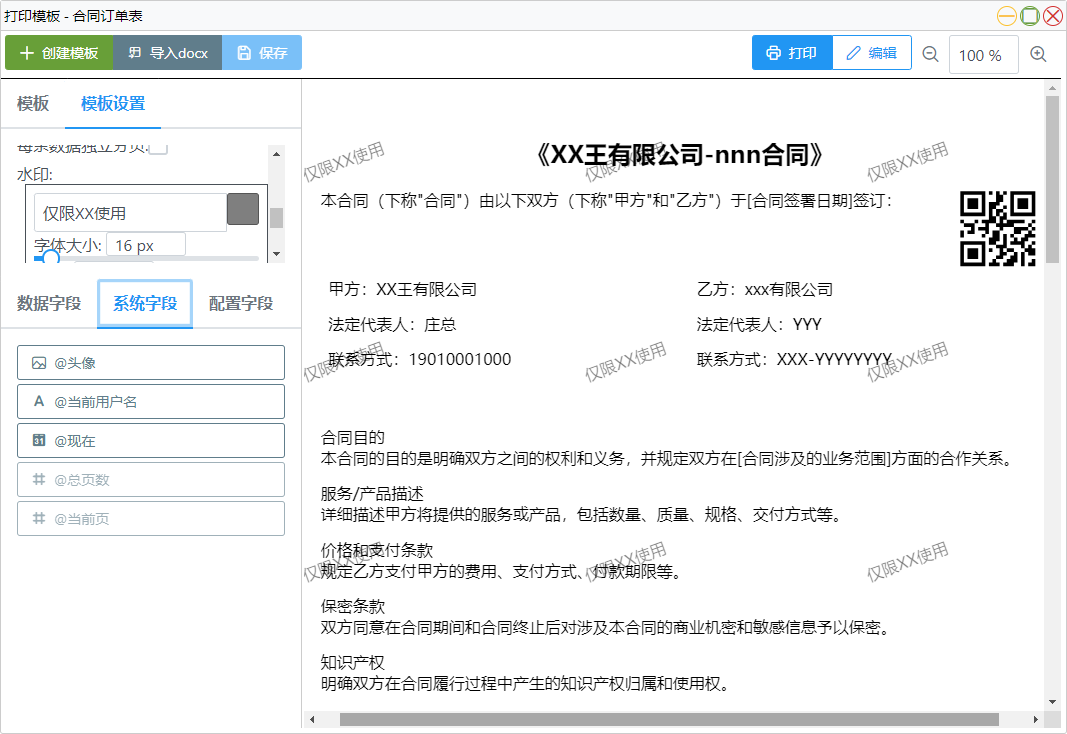 打印模板 - 合同订单表
创建模板 导入docx 保存 打印 编辑 100 %
模板 模板设置
每条数据独立分页:
水印:
仅限XX使用
字体大小: 16 px
数据字段 系统字段 配置字段
@头像
@当前用户名
31 @现在
@总页数
@当前页
仅限XX使用 仅限XX使用 仅限XX使用
《XX王有限公司-nnn合同》
本合同（下称"合同"）由以下双方（下称"甲方"和"乙方"）于[合同签署日期]签订：
甲方：XX王有限公司 乙方：xxx有限公司
法定代表人：庄总 法定代表人：YYY
联系方式：19010001000 联系方式：XXX-YYYYYYYY
仅限XX使用 仅限XX使用 仅限XX使用
合同目的
本合同的目的是明确双方之间的权利和义务，并规定双方在[合同涉及的业务范围]方面的合作关系。
服务/产品描述
详细描述甲方将提供的服务或产品，包括数量、质量、规格、交付方式等。
价格和支付条款
规定乙方支付甲方的费用、支付方式、付款期限等。
仅限XX使用 仅限XX使用 仅限XX使用
保密条款
双方同意在合同期间和合同终止后对涉及本合同的商业机密和敏感信息予以保密。
知识产权
明确双方在合同履行过程中产生的知识产权归属和使用权。